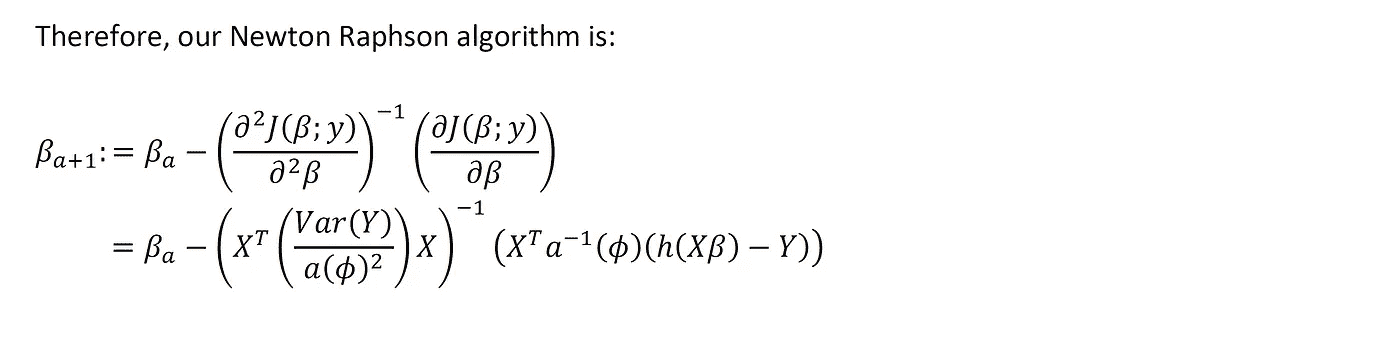 Therefore, our Newton Raphson algorithm is:
β_{a+1} := β_a − (∂²J(β; y) / ∂²β)^{−1} (∂J(β; y) / ∂β)
= β_a − (X^T (Var(Y) / a(ϕ)²) X)^{−1} (X^T a^{−1}(ϕ)(h(Xβ) − Y))